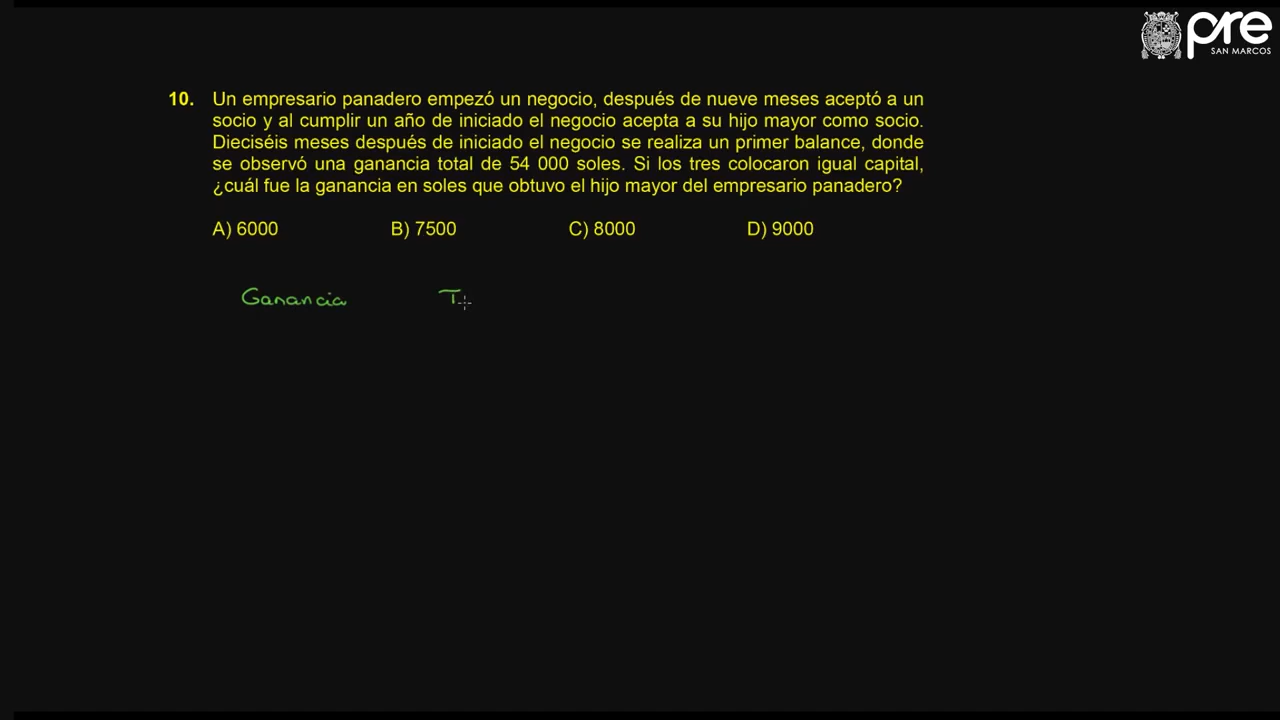 pre
SAN MARCOS
10. Un empresario panadero empezó un negocio, después de nueve meses aceptó a un
socio y al cumplir un año de iniciado el negocio acepta a su hijo mayor como socio.
Dieciséis meses después de iniciado el negocio se realiza un primer balance, donde
se observó una ganancia total de 54 000 soles. Si los tres colocaron igual capital,
¿cuál fue la ganancia en soles que obtuvo el hijo mayor del empresario panadero?
A) 6000 B) 7500 C) 8000 D) 9000
Ganancia T